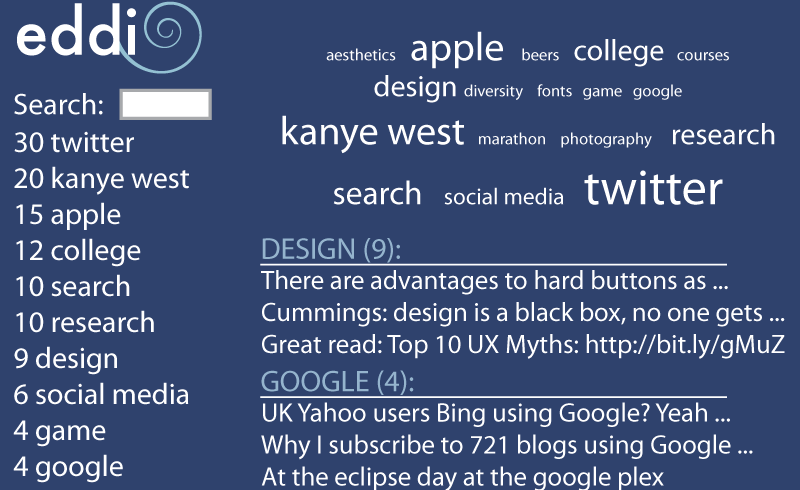 eddi
Search:
30 twitter
20 kanye west
15 apple
12 college
10 search
10 research
9 design
6 social media
4 game
4 google
aesthetics apple beers college courses
design diversity fonts game google
kanye west marathon photography research
search social media twitter
DESIGN (9):
There are advantages to hard buttons as ...
Cummings: design is a black box, no one gets ...
Great read: Top 10 UX Myths: http://bit.ly/gMuZ
GOOGLE (4):
UK Yahoo users Bing using Google? Yeah ...
Why I subscribe to 721 blogs using Google ...
At the eclipse day at the google plex